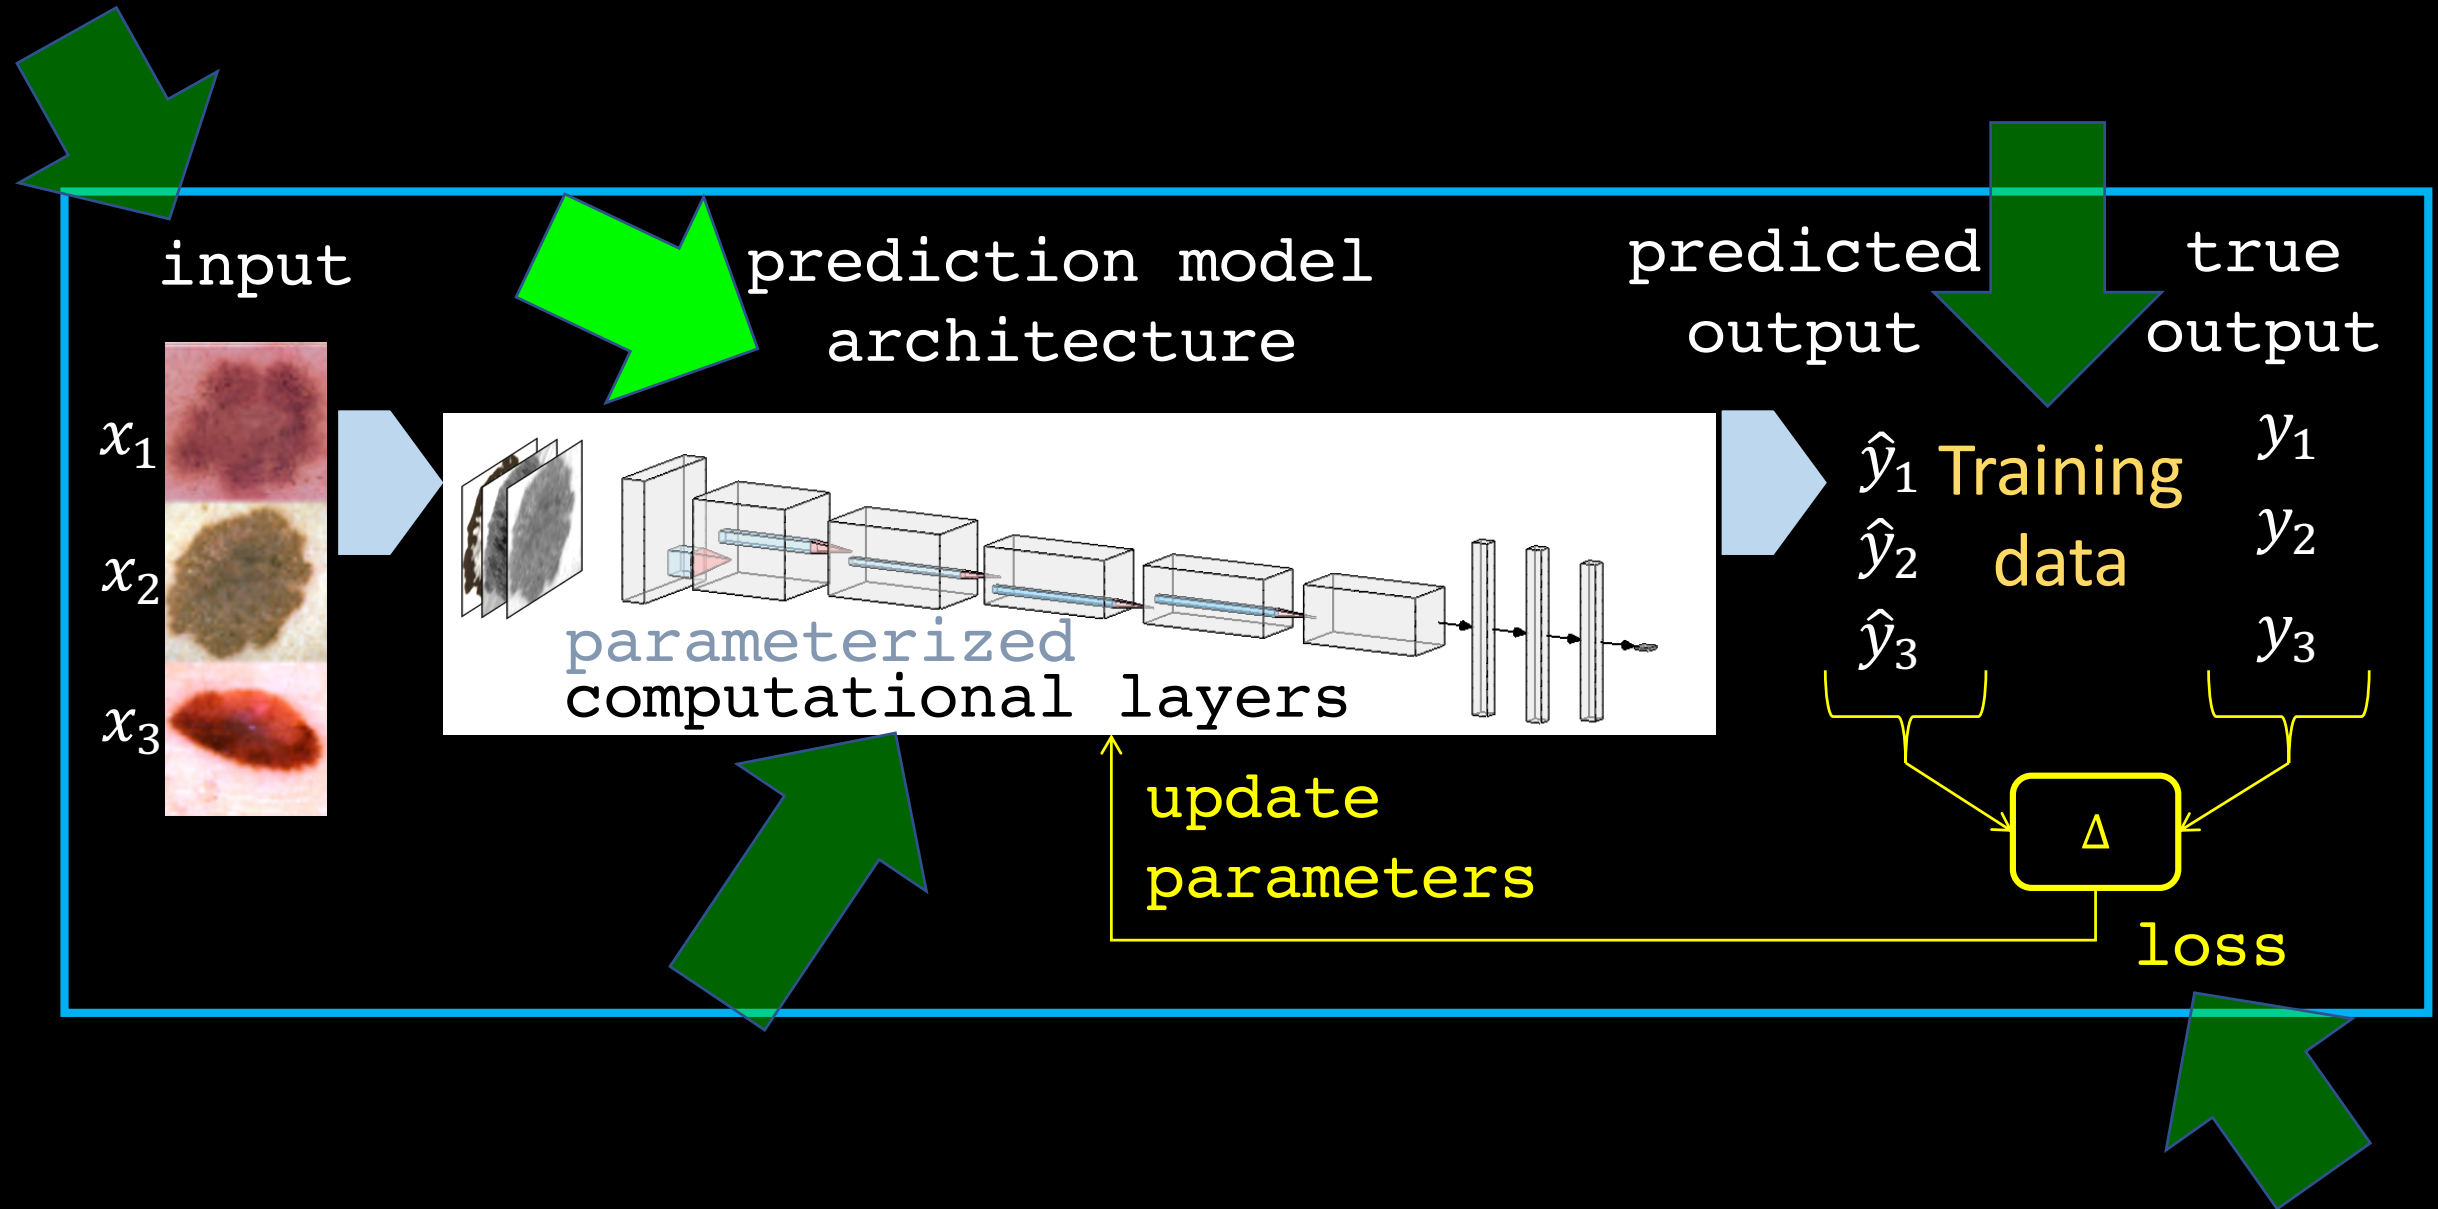 input
prediction model
architecture
predicted
output
true
output
x₁
x₂
x₃
parameterized
computational layers
ŷ₁
ŷ₂
ŷ₃
Training
data
y₁
y₂
y₃
update
parameters
Δ
loss